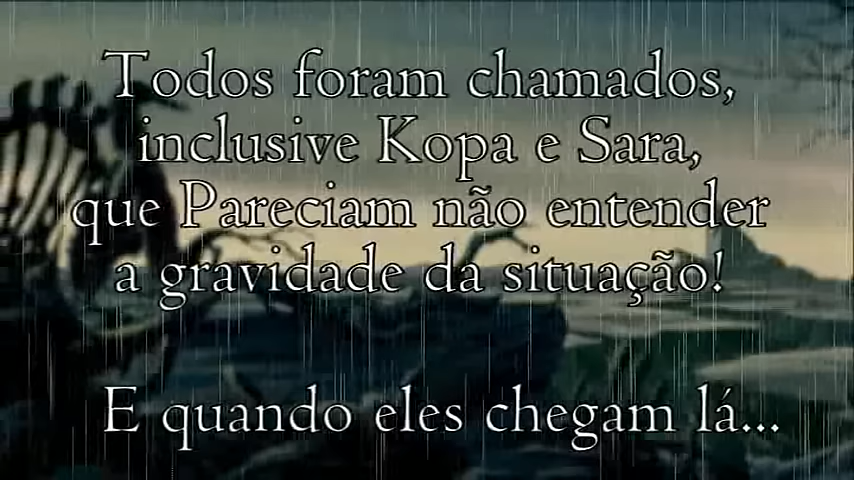 Todos foram chamados,
inclusive Kopa e Sara,
que Pareciam não entender
a gravidade da situação!
E quando eles chegam lá...